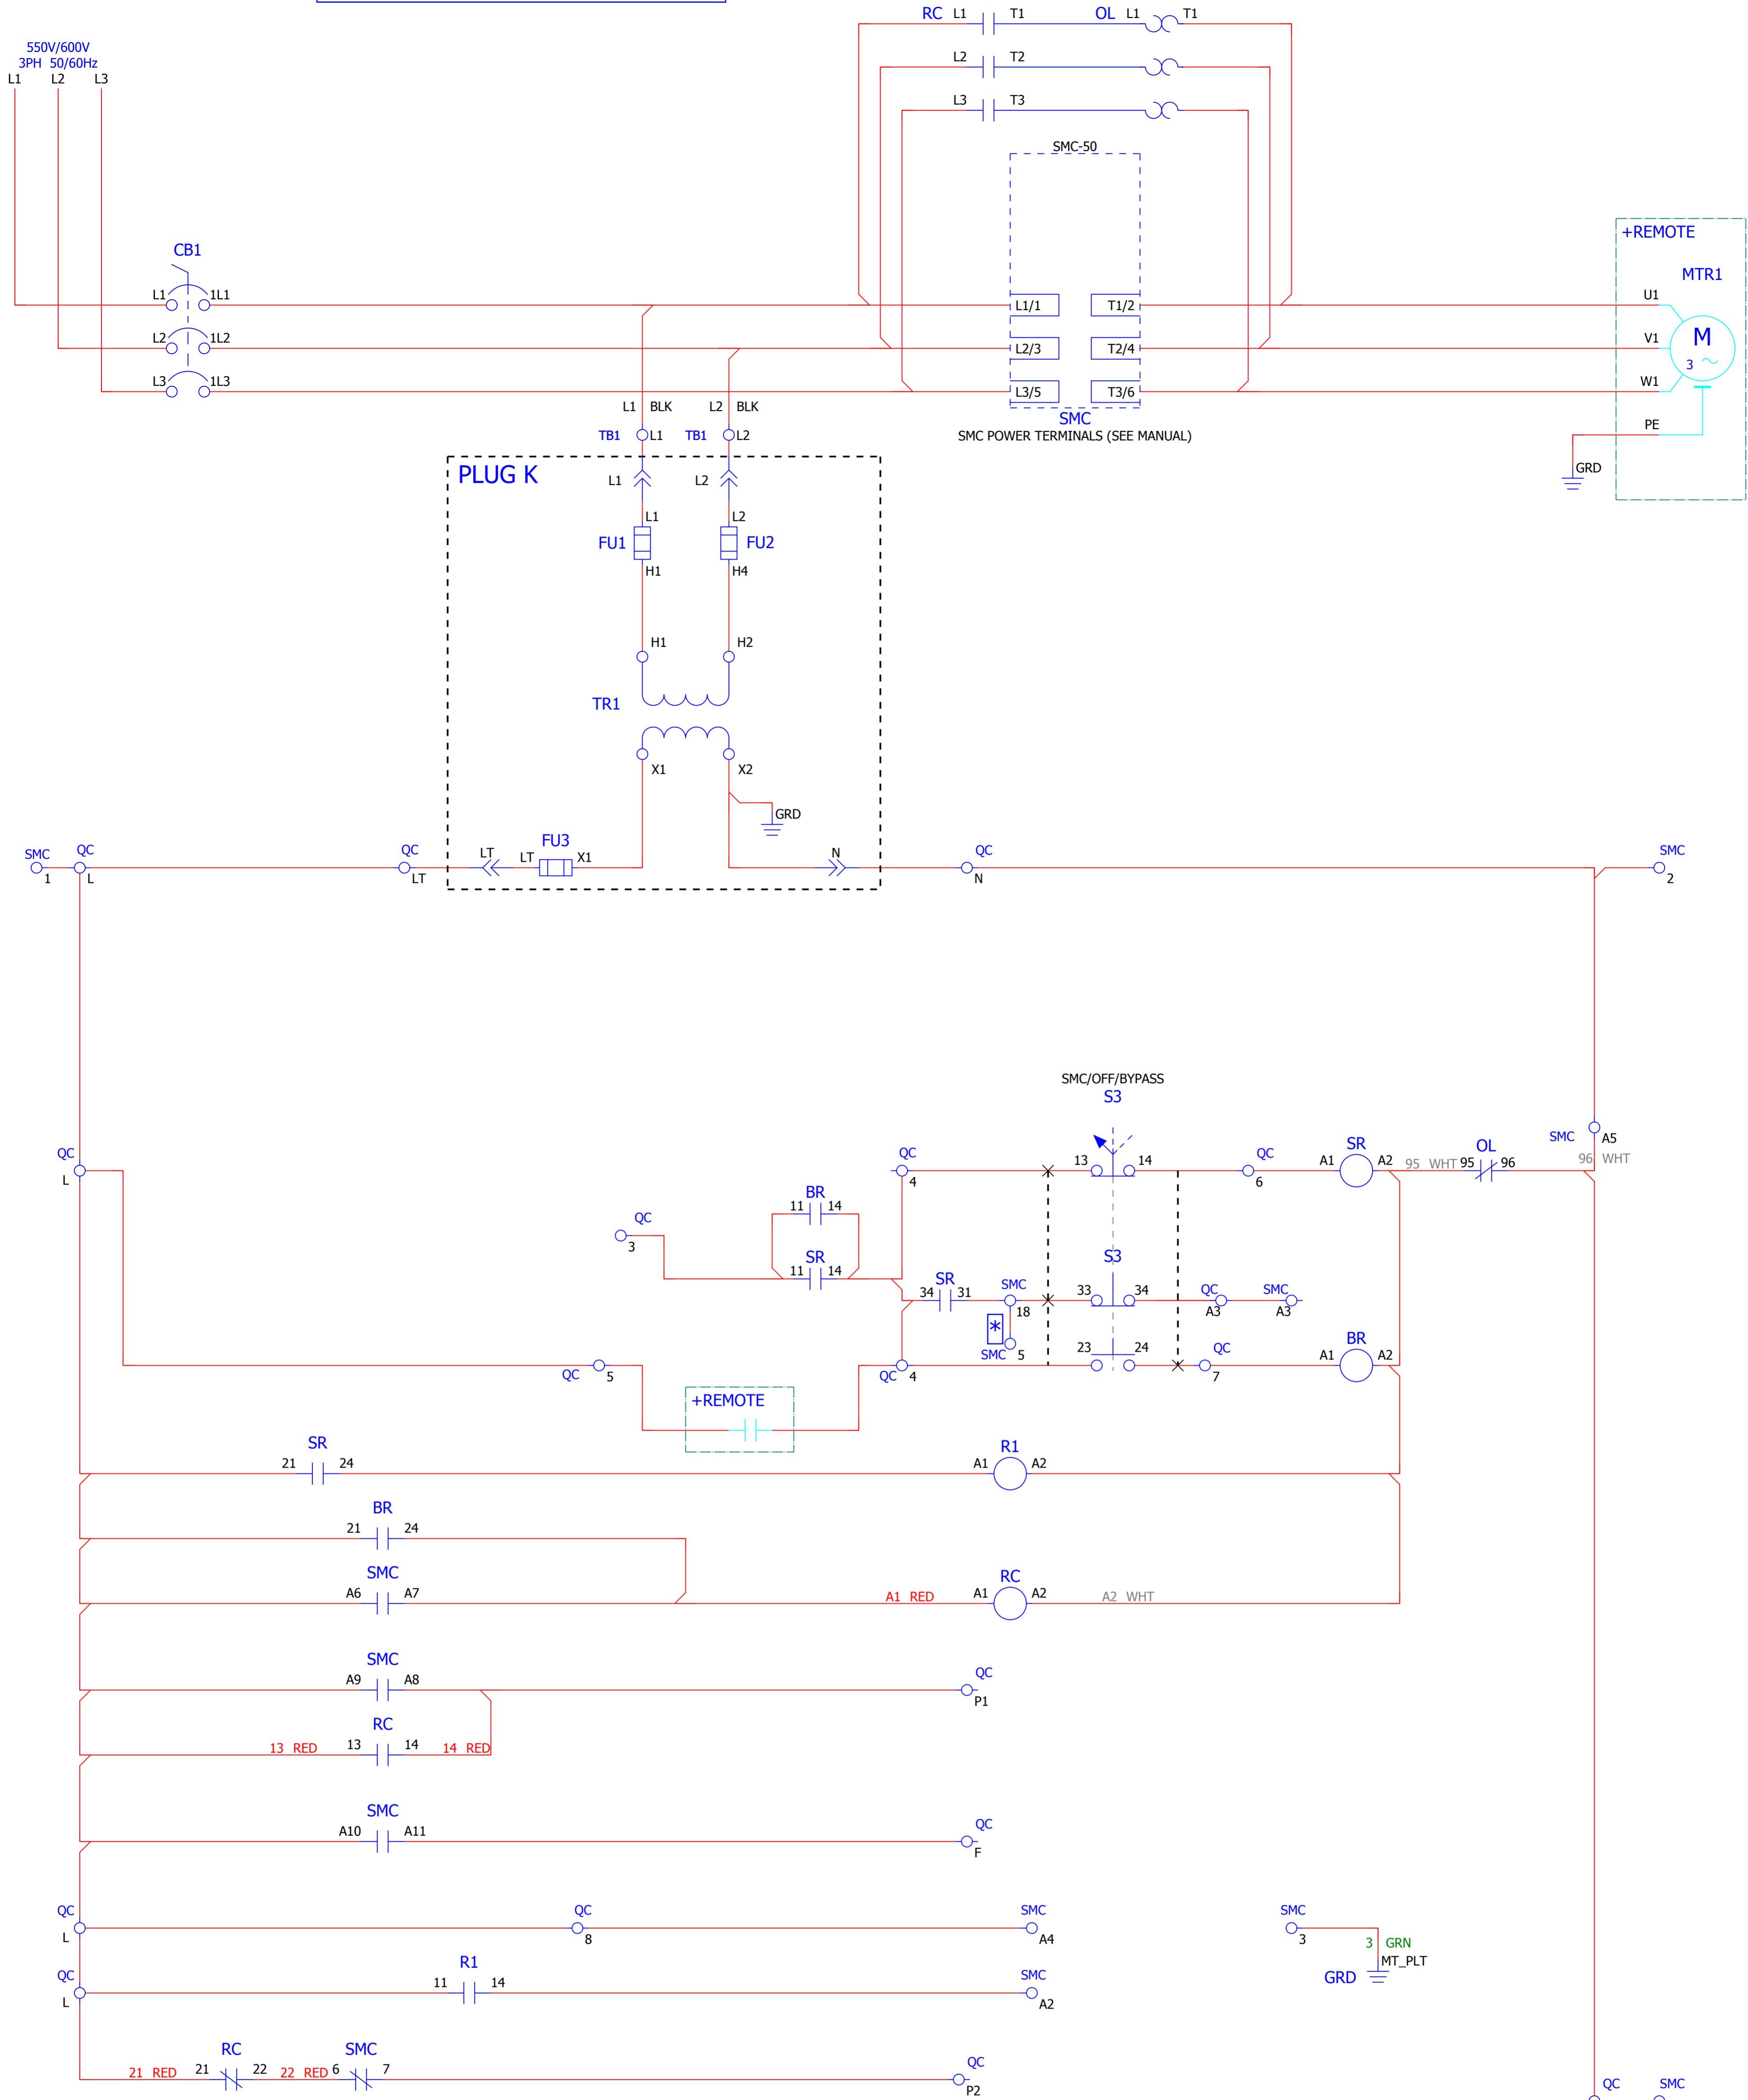 RC L1 T1 OL L1 T1
550V/600V
3PH 50/60Hz
L1 L2 L3
L2 T2
L3 T3
SMC-50
+REMOTE
MTR1
CB1
L1 1L1 L1/1 T1/2 U1
L2 1L2 L2/3 T2/4 V1
M
3
L3 1L3 L3/5 T3/6 W1
L1 BLK L2 BLK
SMC
SMC POWER TERMINALS (SEE MANUAL)
TB1 L1 TB1 L2
PE
GRD
PLUG K
L1 L2
L1 L2
FU1 FU2
H1 H4
H1 H2
TR1
X1 X2
GRD
SMC QC QC FU3 QC SMC
1 L LT LT LT X1 N N 2
SMC/OFF/BYPASS
S3
SMC A5
QC QC 13 14 QC SR OL
L 4 6 A1 A2 95 WHT 95 96 96 WHT
BR
11 14
QC
3
SR
11 14
S3
SR SMC
34 31 18 33 34 QC A3 SMC A3
*
SMC 5
23 24 QC BR
QC 5 QC 4 7 A1 A2
+REMOTE
SR R1
21 24 A1 A2
BR
21 24
SMC RC
A6 A7 A1 RED A1 A2 A2 WHT
SMC QC
A9 A8 P1
RC
13 RED 13 14 14 RED
SMC QC
A10 A11 F
QC QC SMC SMC
L 8 A4 3
3 GRN
MT_PLT
GRD
QC R1 SMC
L 11 14 A2
RC SMC QC
21 RED 21 22 22 RED 6 7 P2
QC SMC